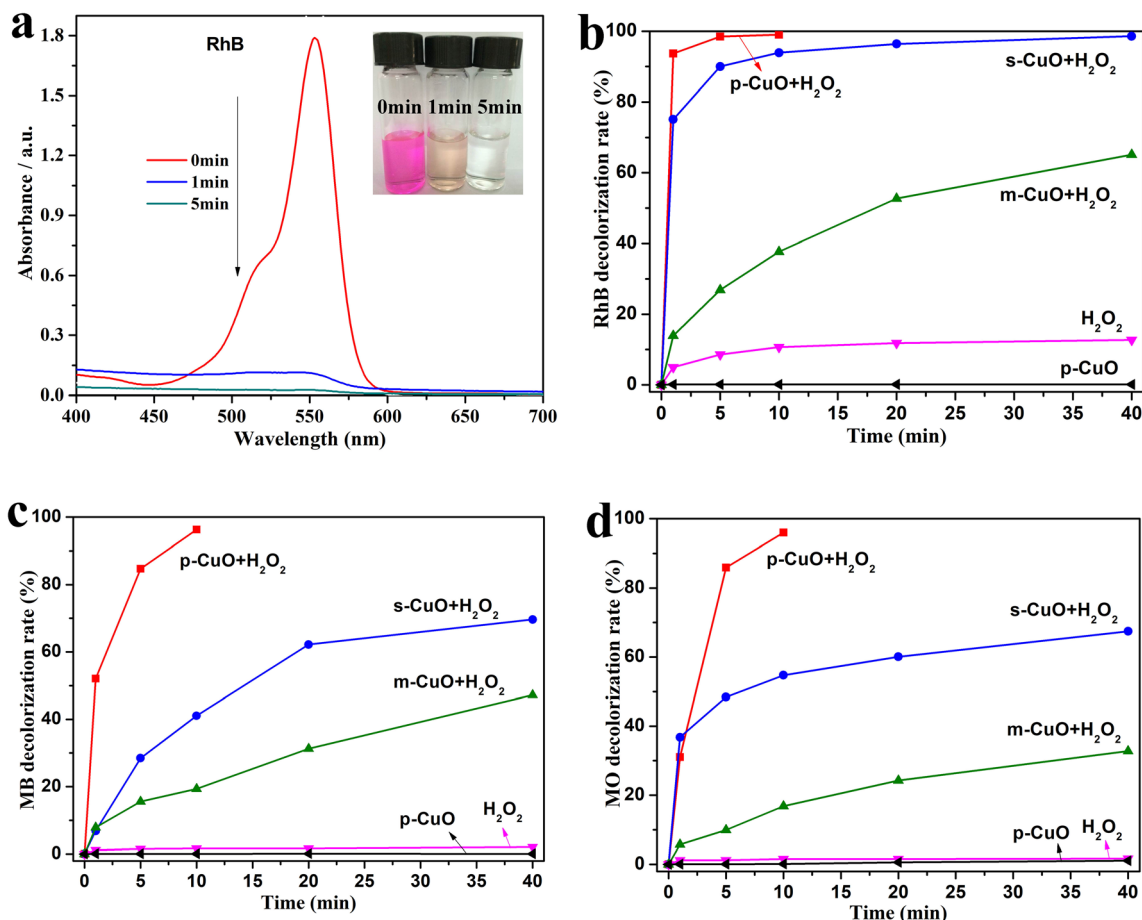 a
RhB
0min
1min
5min
0min 1min 5min
1.8
1.5
1.2
0.9
0.6
0.3
0.0
400 450 500 550 600 650 700
Absorbance / a.u.
Wavelength (nm)
b
p-CuO+H₂O₂
s-CuO+H₂O₂
m-CuO+H₂O₂
H₂O₂
p-CuO
100
80
60
40
20
0
0 5 10 15 20 25 30 35 40
RhB decolorization rate (%)
Time (min)
c
p-CuO+H₂O₂
s-CuO+H₂O₂
m-CuO+H₂O₂
p-CuO
H₂O₂
100
80
60
40
20
0
0 5 10 15 20 25 30 35 40
MB decolorization rate (%)
Time (min)
d
p-CuO+H₂O₂
s-CuO+H₂O₂
m-CuO+H₂O₂
p-CuO
H₂O₂
100
80
60
40
20
0
0 5 10 15 20 25 30 35 40
MO decolorization rate (%)
Time (min)